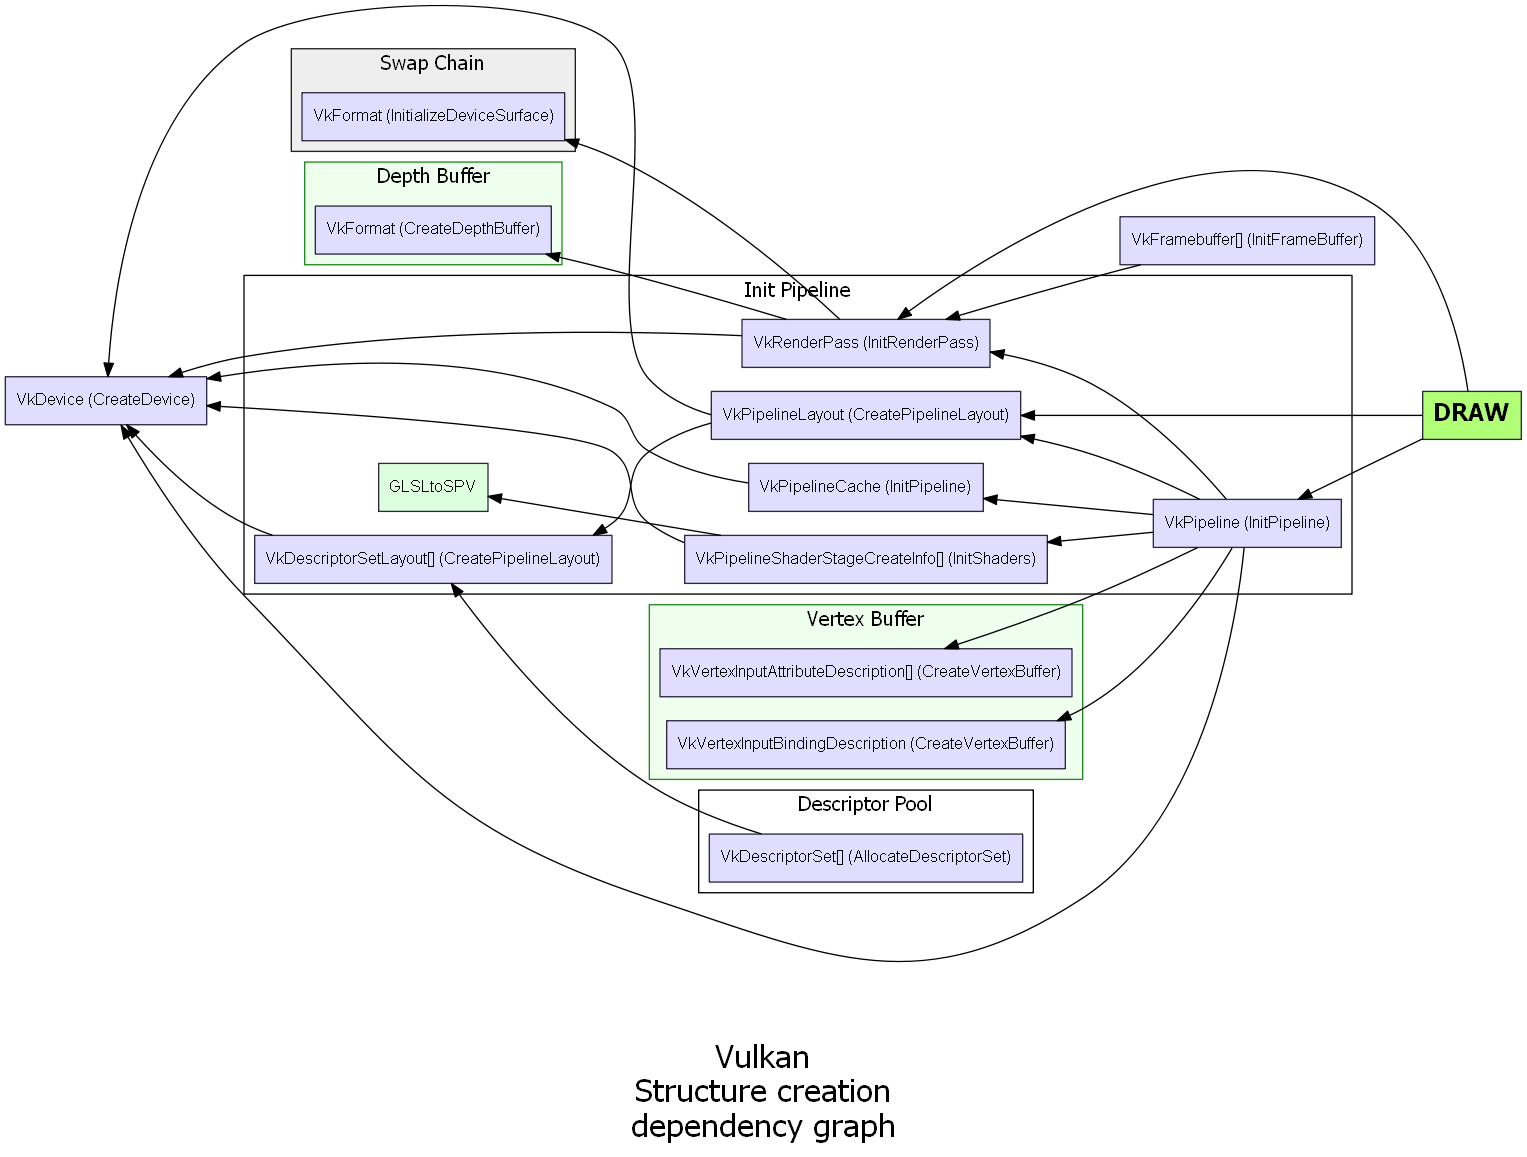 Swap Chain
VkFormat (InitializeDeviceSurface)
Depth Buffer
VkFormat (CreateDepthBuffer)
VkFramebuffer[] (InitFrameBuffer)
Init Pipeline
VkRenderPass (InitRenderPass)
VkDevice (CreateDevice)
VkPipelineLayout (CreatePipelineLayout)
DRAW
GLSLtoSPV
VkPipelineCache (InitPipeline)
VkPipeline (InitPipeline)
VkDescriptorSetLayout[] (CreatePipelineLayout)
VkPipelineShaderStageCreateInfo[] (InitShaders)
Vertex Buffer
VkVertexInputAttributeDescription[] (CreateVertexBuffer)
VkVertexInputBindingDescription (CreateVertexBuffer)
Descriptor Pool
VkDescriptorSet[] (AllocateDescriptorSet)
Vulkan
Structure creation
dependency graph